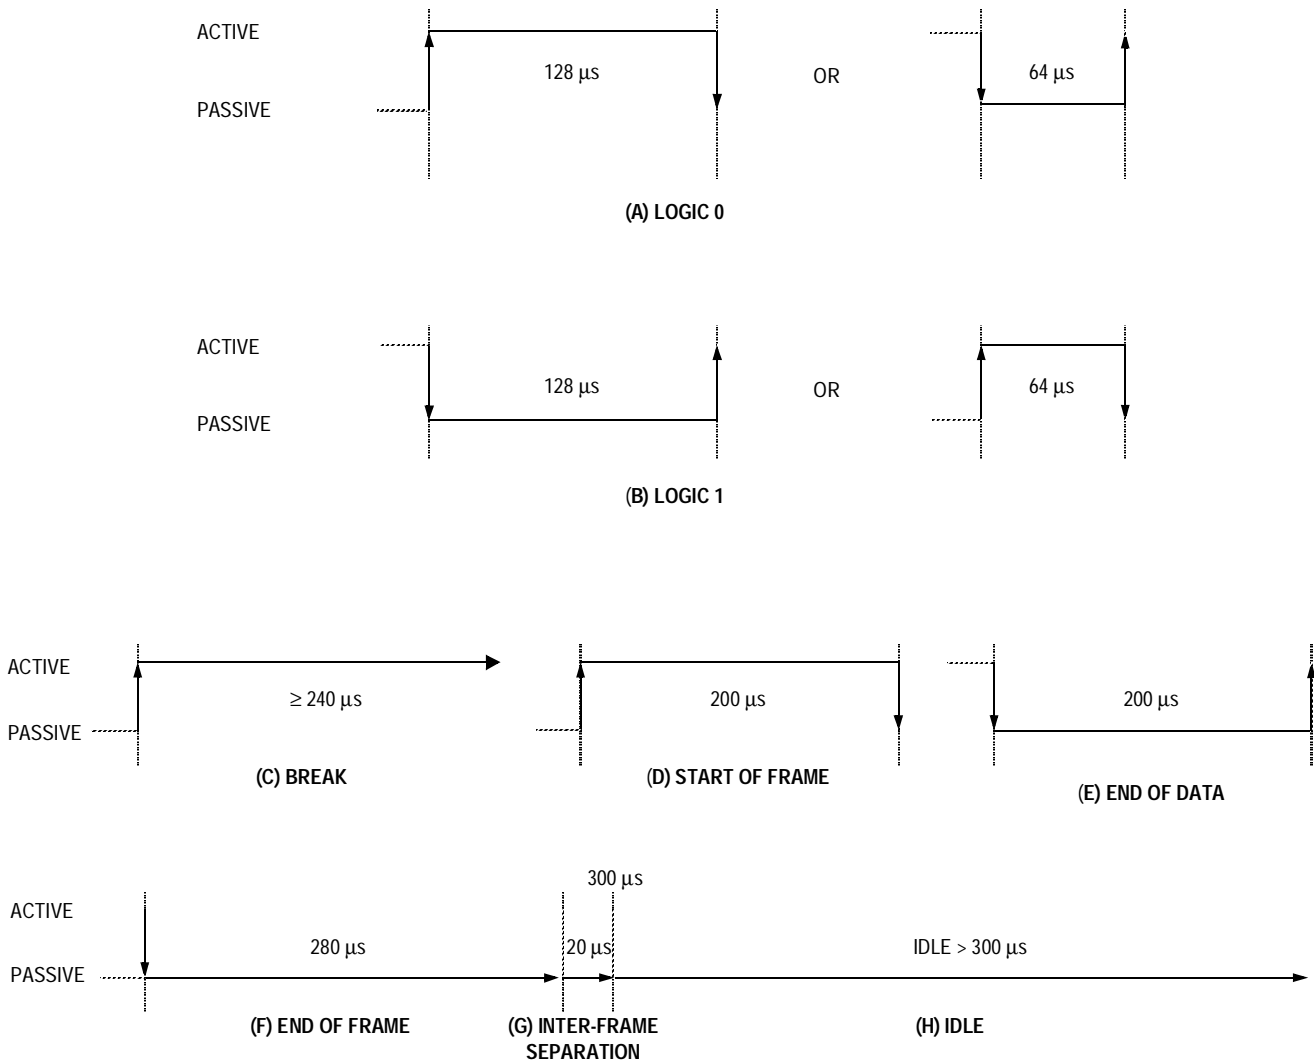 ACTIVE
128 μs
OR
64 μs
PASSIVE
(A) LOGIC 0
ACTIVE
128 μs
OR
64 μs
PASSIVE
(B) LOGIC 1
ACTIVE
PASSIVE
≥ 240 μs
200 μs
200 μs
(C) BREAK
(D) START OF FRAME
(E) END OF DATA
300 μs
ACTIVE
PASSIVE
280 μs
20 μs
IDLE > 300 μs
(F) END OF FRAME
(G) INTER-FRAME
SEPARATION
(H) IDLE